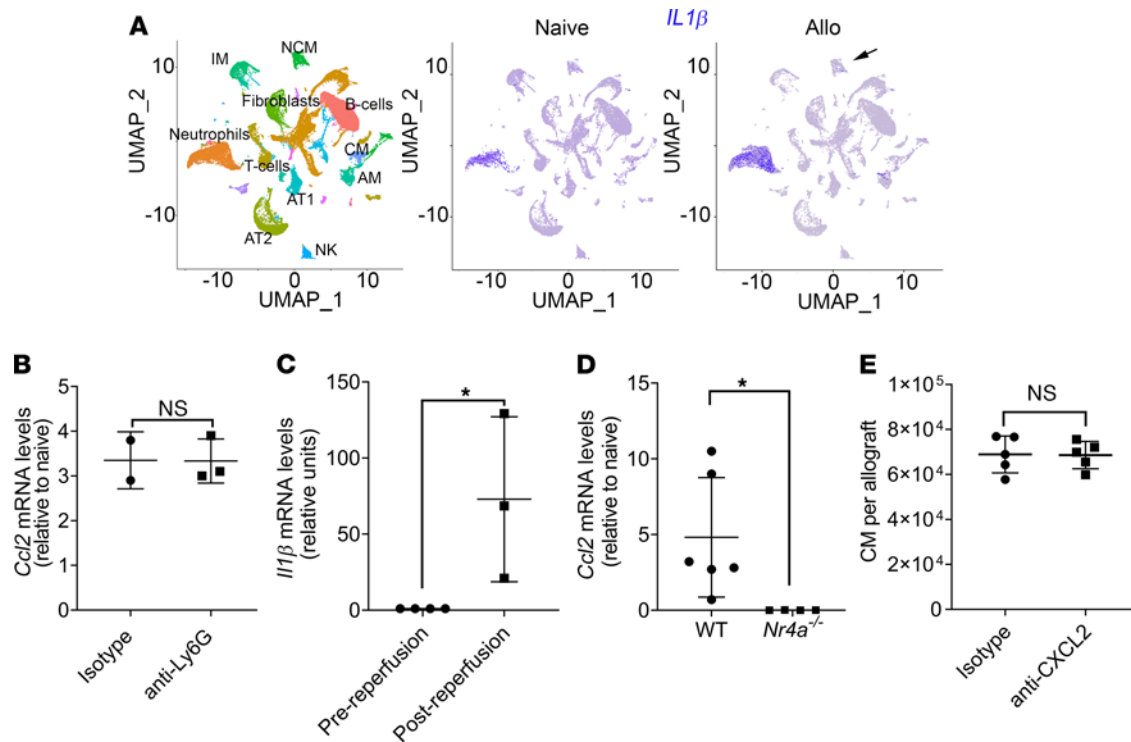 A
IL1β
Naive
Allo
UMAP_2
10
-10
IM
NCM
Fibroblasts
B-cells
Neutrophils
T-cells
CM
AM
AT1
AT2
NK
-10
0
10
UMAP_1
UMAP_2
10
-10
-10
0
10
UMAP_1
UMAP_2
10
-10
-10
0
10
UMAP_1
B
Ccl2 mRNA levels
(relative to naive)
5
4
3
2
1
0
NS
Isotype
anti-Ly6G
C
Il1β mRNA levels
(relative units)
150
100
50
0
*
Pre-reperfusion
Post-reperfusion
D
Ccl2 mRNA levels
(relative to naive)
15
10
5
0
*
WT
Nr4a-/-
E
CM per allograft
1×10⁵
8×10⁴
6×10⁴
4×10⁴
2×10⁴
0
NS
Isotype
anti-CXCL2